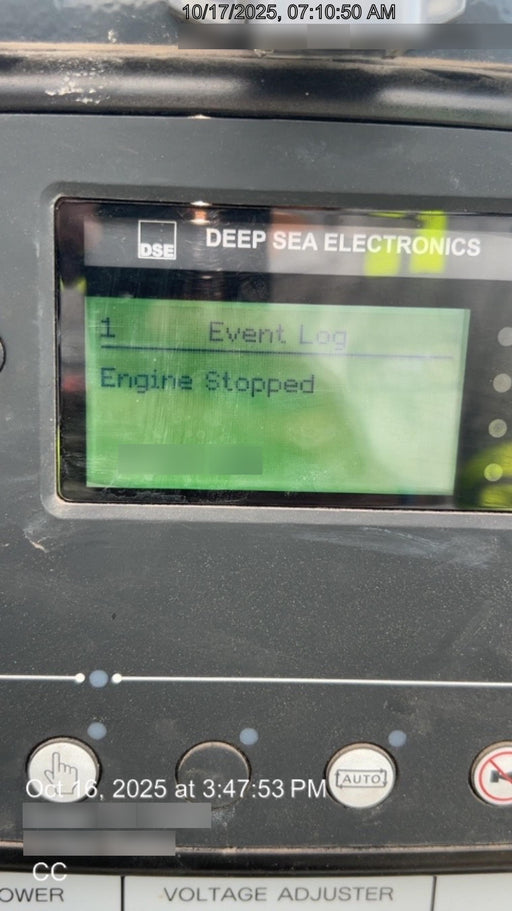 10/17/2025, 07:10:50 AM
DSE DEEP SEA ELECTRONICS
1 Event Log
Engine Stopped
AUTO
Oct 16, 2025 at 3:47:53 PM
CC
OWER VOLTAGE ADJUSTER